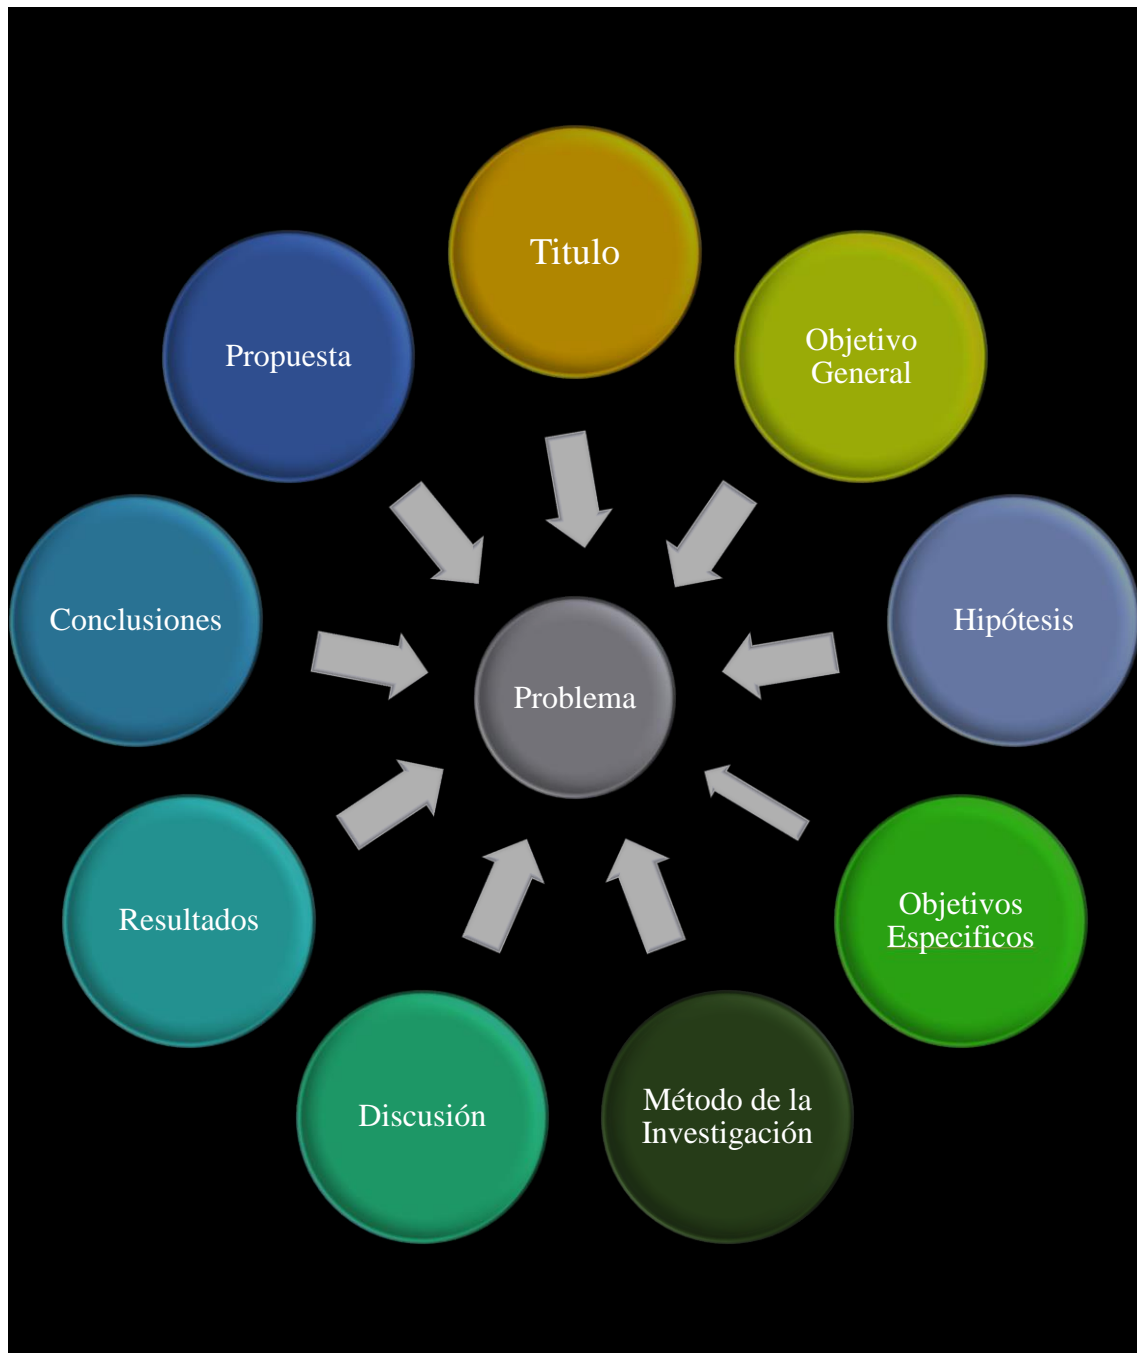 Titulo
Objetivo
General
Hipótesis
Objetivos
Especificos
Método de la
Investigación
Discusión
Resultados
Conclusiones
Propuesta
Problema